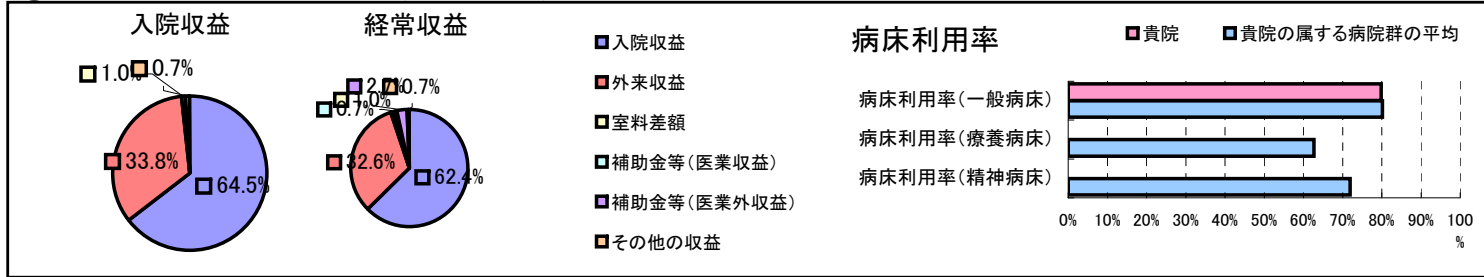 入院収益
1.0%
0.7%
33.8%
64.5%
経常収益
2.7%
0.7%
1.0%
0.7%
32.6%
62.4%
入院収益
外来収益
室料差額
補助金等(医業収益)
補助金等(医業外収益)
その他の収益
病床利用率
貴院
貴院の属する病院群の平均
病床利用率(一般病床)
病床利用率(療養病床)
病床利用率(精神病床)
0% 10% 20% 30% 40% 50% 60% 70% 80% 90% 100
%